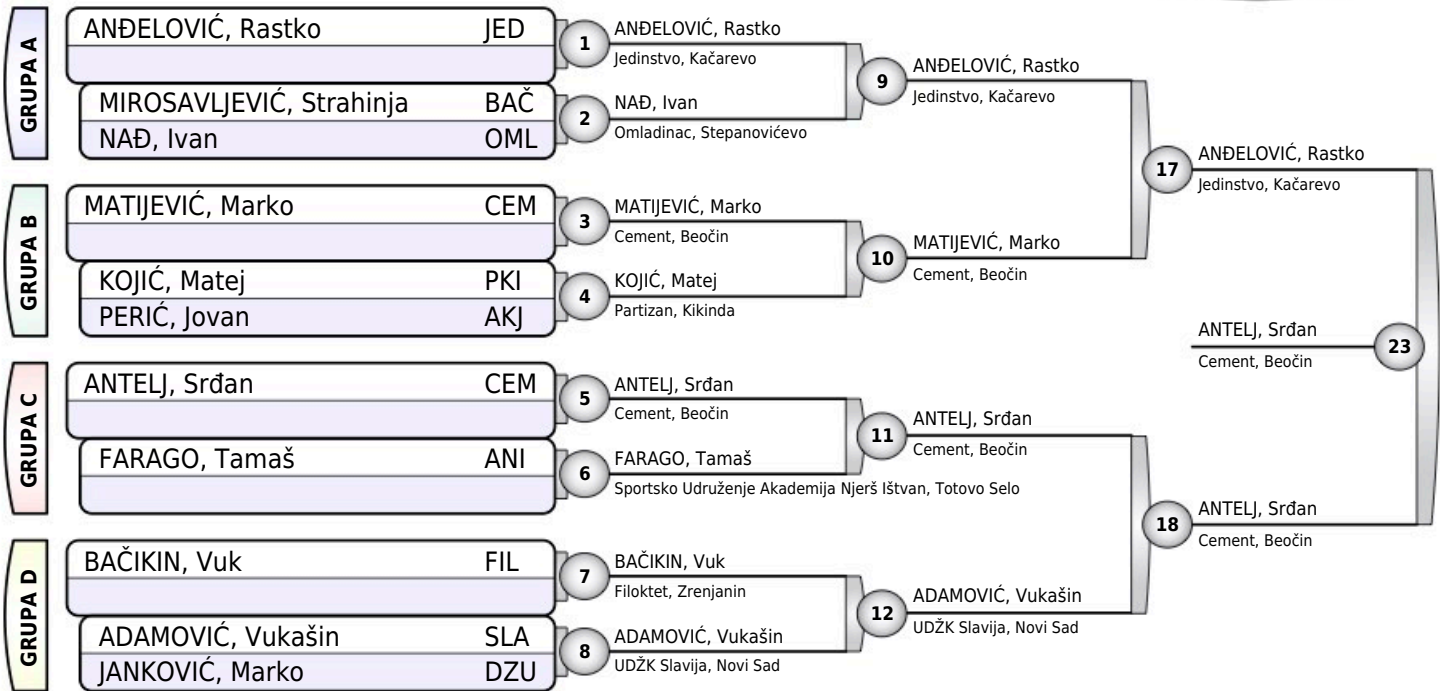 GRUPA A
ANĐELOVIĆ, Rastko JED
MIROSAVLJEVIĆ, Strahinja BAČ
NAĐ, Ivan OML
1
ANĐELOVIĆ, Rastko
Jedinstvo, Kačarevo
2
NAĐ, Ivan
Omladinac, Stepanovićevo
9
ANĐELOVIĆ, Rastko
Jedinstvo, Kačarevo
GRUPA B
MATIJEVIĆ, Marko CEM
KOJIĆ, Matej PKI
PERIĆ, Jovan AKJ
3
MATIJEVIĆ, Marko
Cement, Beočin
4
KOJIĆ, Matej
Partizan, Kikinda
10
MATIJEVIĆ, Marko
Cement, Beočin
17
ANĐELOVIĆ, Rastko
Jedinstvo, Kačarevo
GRUPA C
ANTELJ, Srđan CEM
FARAGO, Tamaš ANI
5
ANTELJ, Srđan
Cement, Beočin
6
FARAGO, Tamaš
Sportsko Udruženje Akademija Njerš Ištvan, Totovo Selo
11
ANTELJ, Srđan
Cement, Beočin
GRUPA D
BAČIKIN, Vuk FIL
ADAMOVIĆ, Vukašin SLA
JANKOVIĆ, Marko DZU
7
BAČIKIN, Vuk
Filoktet, Zrenjanin
8
ADAMOVIĆ, Vukašin
UDŽK Slavija, Novi Sad
12
ADAMOVIĆ, Vukašin
UDŽK Slavija, Novi Sad
18
ANTELJ, Srđan
Cement, Beočin
ANTELJ, Srđan
Cement, Beočin
23